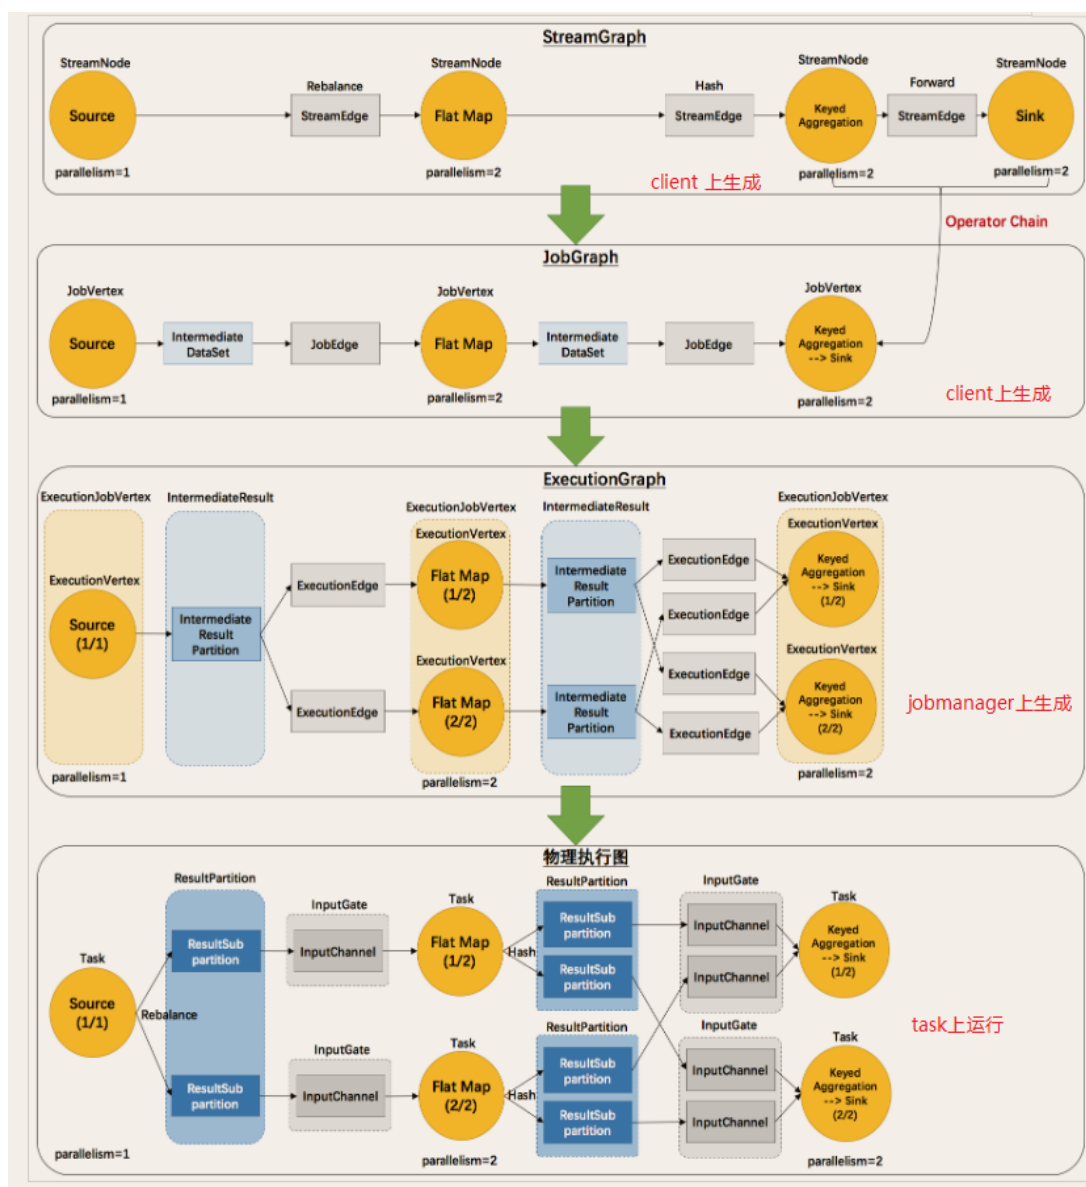 StreamGraph
StreamNode
Source
parallelism=1
Rebalance
StreamEdge
StreamNode
Flat Map
parallelism=2
Hash
StreamEdge
StreamNode
Keyed
Aggregation
parallelism=2
Forward
StreamEdge
StreamNode
Sink
parallelism=2
client 上生成
Operator Chain
JobGraph
JobVertex
Source
parallelism=1
Intermediate
DataSet
JobEdge
JobVertex
Flat Map
parallelism=2
Intermediate
DataSet
JobEdge
JobVertex
Keyed
Aggregation
--> Sink
parallelism=2
client上生成
ExecutionGraph
ExecutionJobVertex
ExecutionVertex
Source
(1/1)
parallelism=1
IntermediateResult
Intermediate
Result
Partition
ExecutionEdge
ExecutionEdge
ExecutionJobVertex
ExecutionVertex
Flat Map
(1/2)
ExecutionVertex
Flat Map
(2/2)
parallelism=2
IntermediateResult
Intermediate
Result
Partition
Intermediate
Result
Partition
ExecutionEdge
ExecutionEdge
ExecutionEdge
ExecutionEdge
ExecutionJobVertex
ExecutionVertex
Keyed
Aggregation
--> Sink
(1/2)
ExecutionVertex
Keyed
Aggregation
--> Sink
(2/2)
parallelism=2
jobmanager上生成
物理执行图
Task
Source
(1/1)
parallelism=1
Rebalance
ResultPartition
ResultSub
partition
ResultSub
partition
InputGate
InputChannel
InputGate
InputChannel
Task
Flat Map
(1/2)
Hash
Task
Flat Map
(2/2)
Hash
parallelism=2
ResultPartition
ResultSub
partition
ResultSub
partition
ResultPartition
ResultSub
partition
ResultSub
partition
InputGate
InputChannel
InputChannel
InputGate
InputChannel
InputChannel
Task
Keyed
Aggregation
--> Sink
(1/2)
Task
Keyed
Aggregation
--> Sink
(2/2)
parallelism=2
task上运行